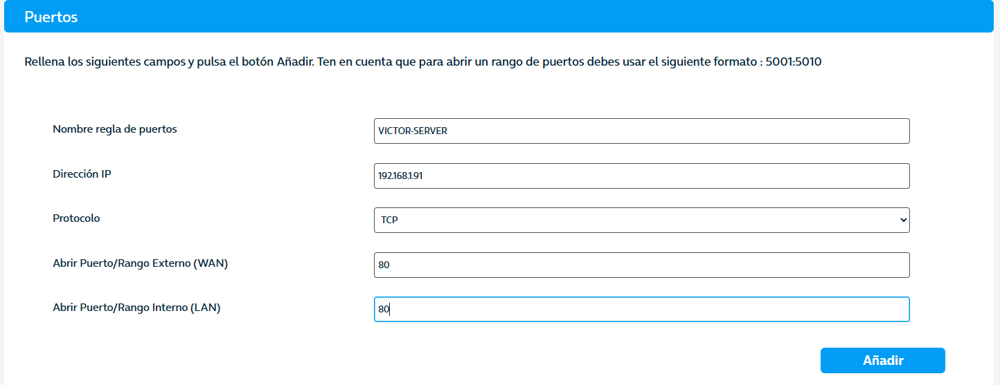 Puertos
Rellena los siguientes campos y pulsa el botón Añadir. Ten en cuenta que para abrir un rango de puertos debes usar el siguiente formato : 5001:5010
Nombre regla de puertos
VICTOR-SERVER
Dirección IP
192.168.1.91
Protocolo
TCP
Abrir Puerto/Rango Externo (WAN)
80
Abrir Puerto/Rango Interno (LAN)
80
Añadir